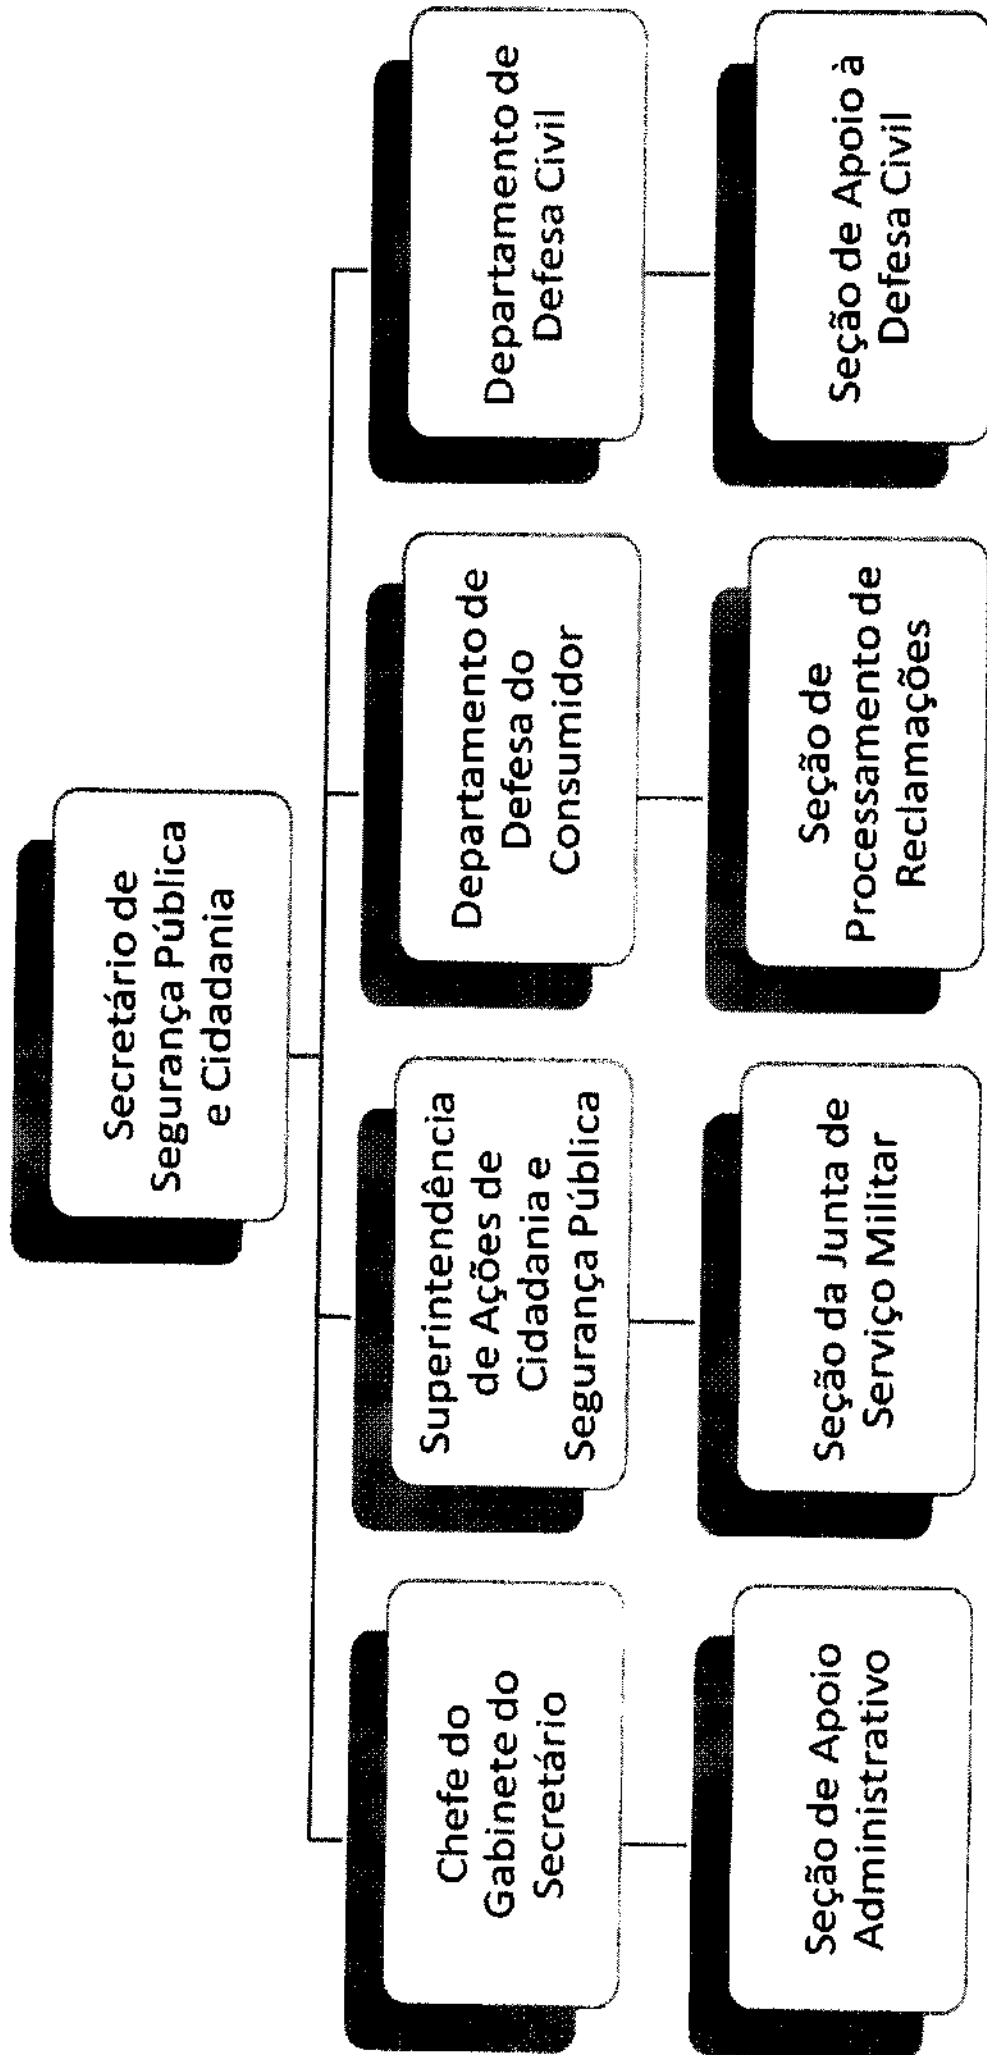 Secretário de
Segurança Pública
e Cidadania
Chefe do
Gabinete do
Secretário
Superintendência
de Ações de
Cidadania e
Segurança Pública
Departamento de
Defesa do
Consumidor
Departamento de
Defesa Civil
Seção de Apoio
Administrativo
Seção da Junta de
Serviço Militar
Seção de
Processamento de
Reclamações
Seção de Apoio à
Defesa Civil